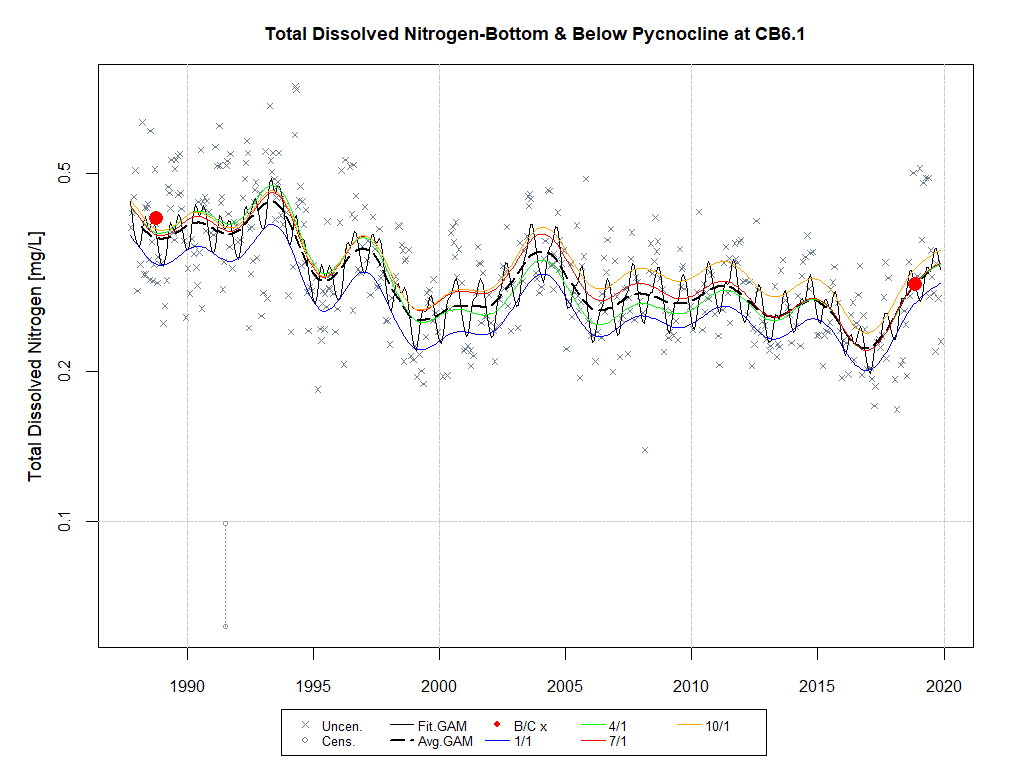 Total Dissolved Nitrogen-Bottom & Below Pycnocline at CB6.1
Total Dissolved Nitrogen [mg/L]
0.5
0.2
0.1
1990 1995 2000 2005 2010 2015 2020
Uncen. Fit.GAM B/C x 4/1 10/1
Cens. Avg.GAM 1/1 7/1